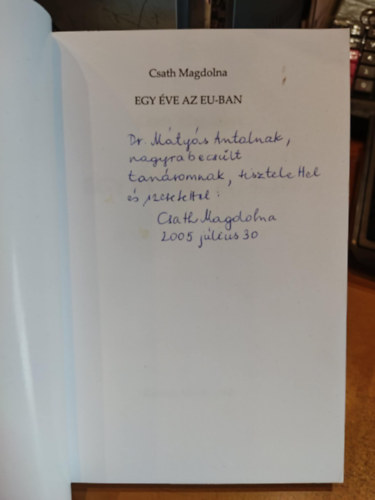 Csath Magdolna
EGY ÉVE AZ EU-BAN
Dr. Mátyás Antalnak,
nagyrabecsült
tanáromnak, tisztelettel
és szeretettel:
Csath Magdolna
2005 július 30